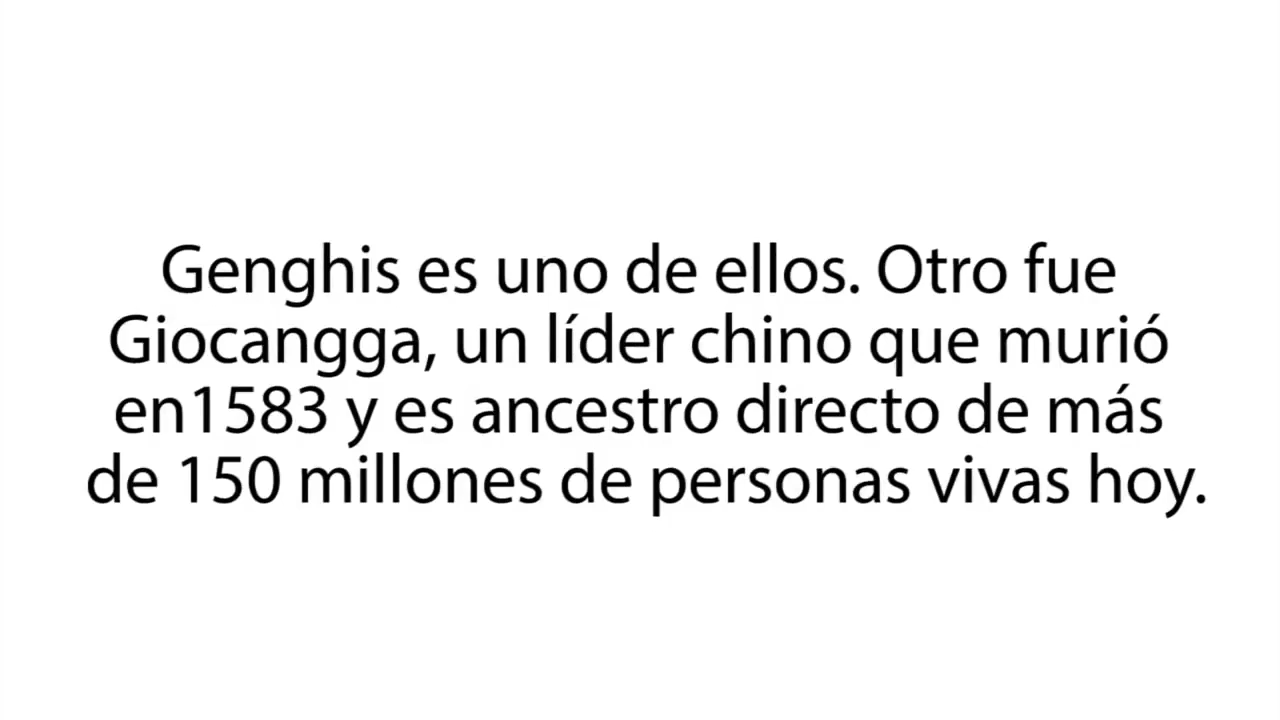 Genghis es uno de ellos. Otro fue
Giocangga, un líder chino que murió
en1583 y es ancestro directo de más
de 150 millones de personas vivas hoy.